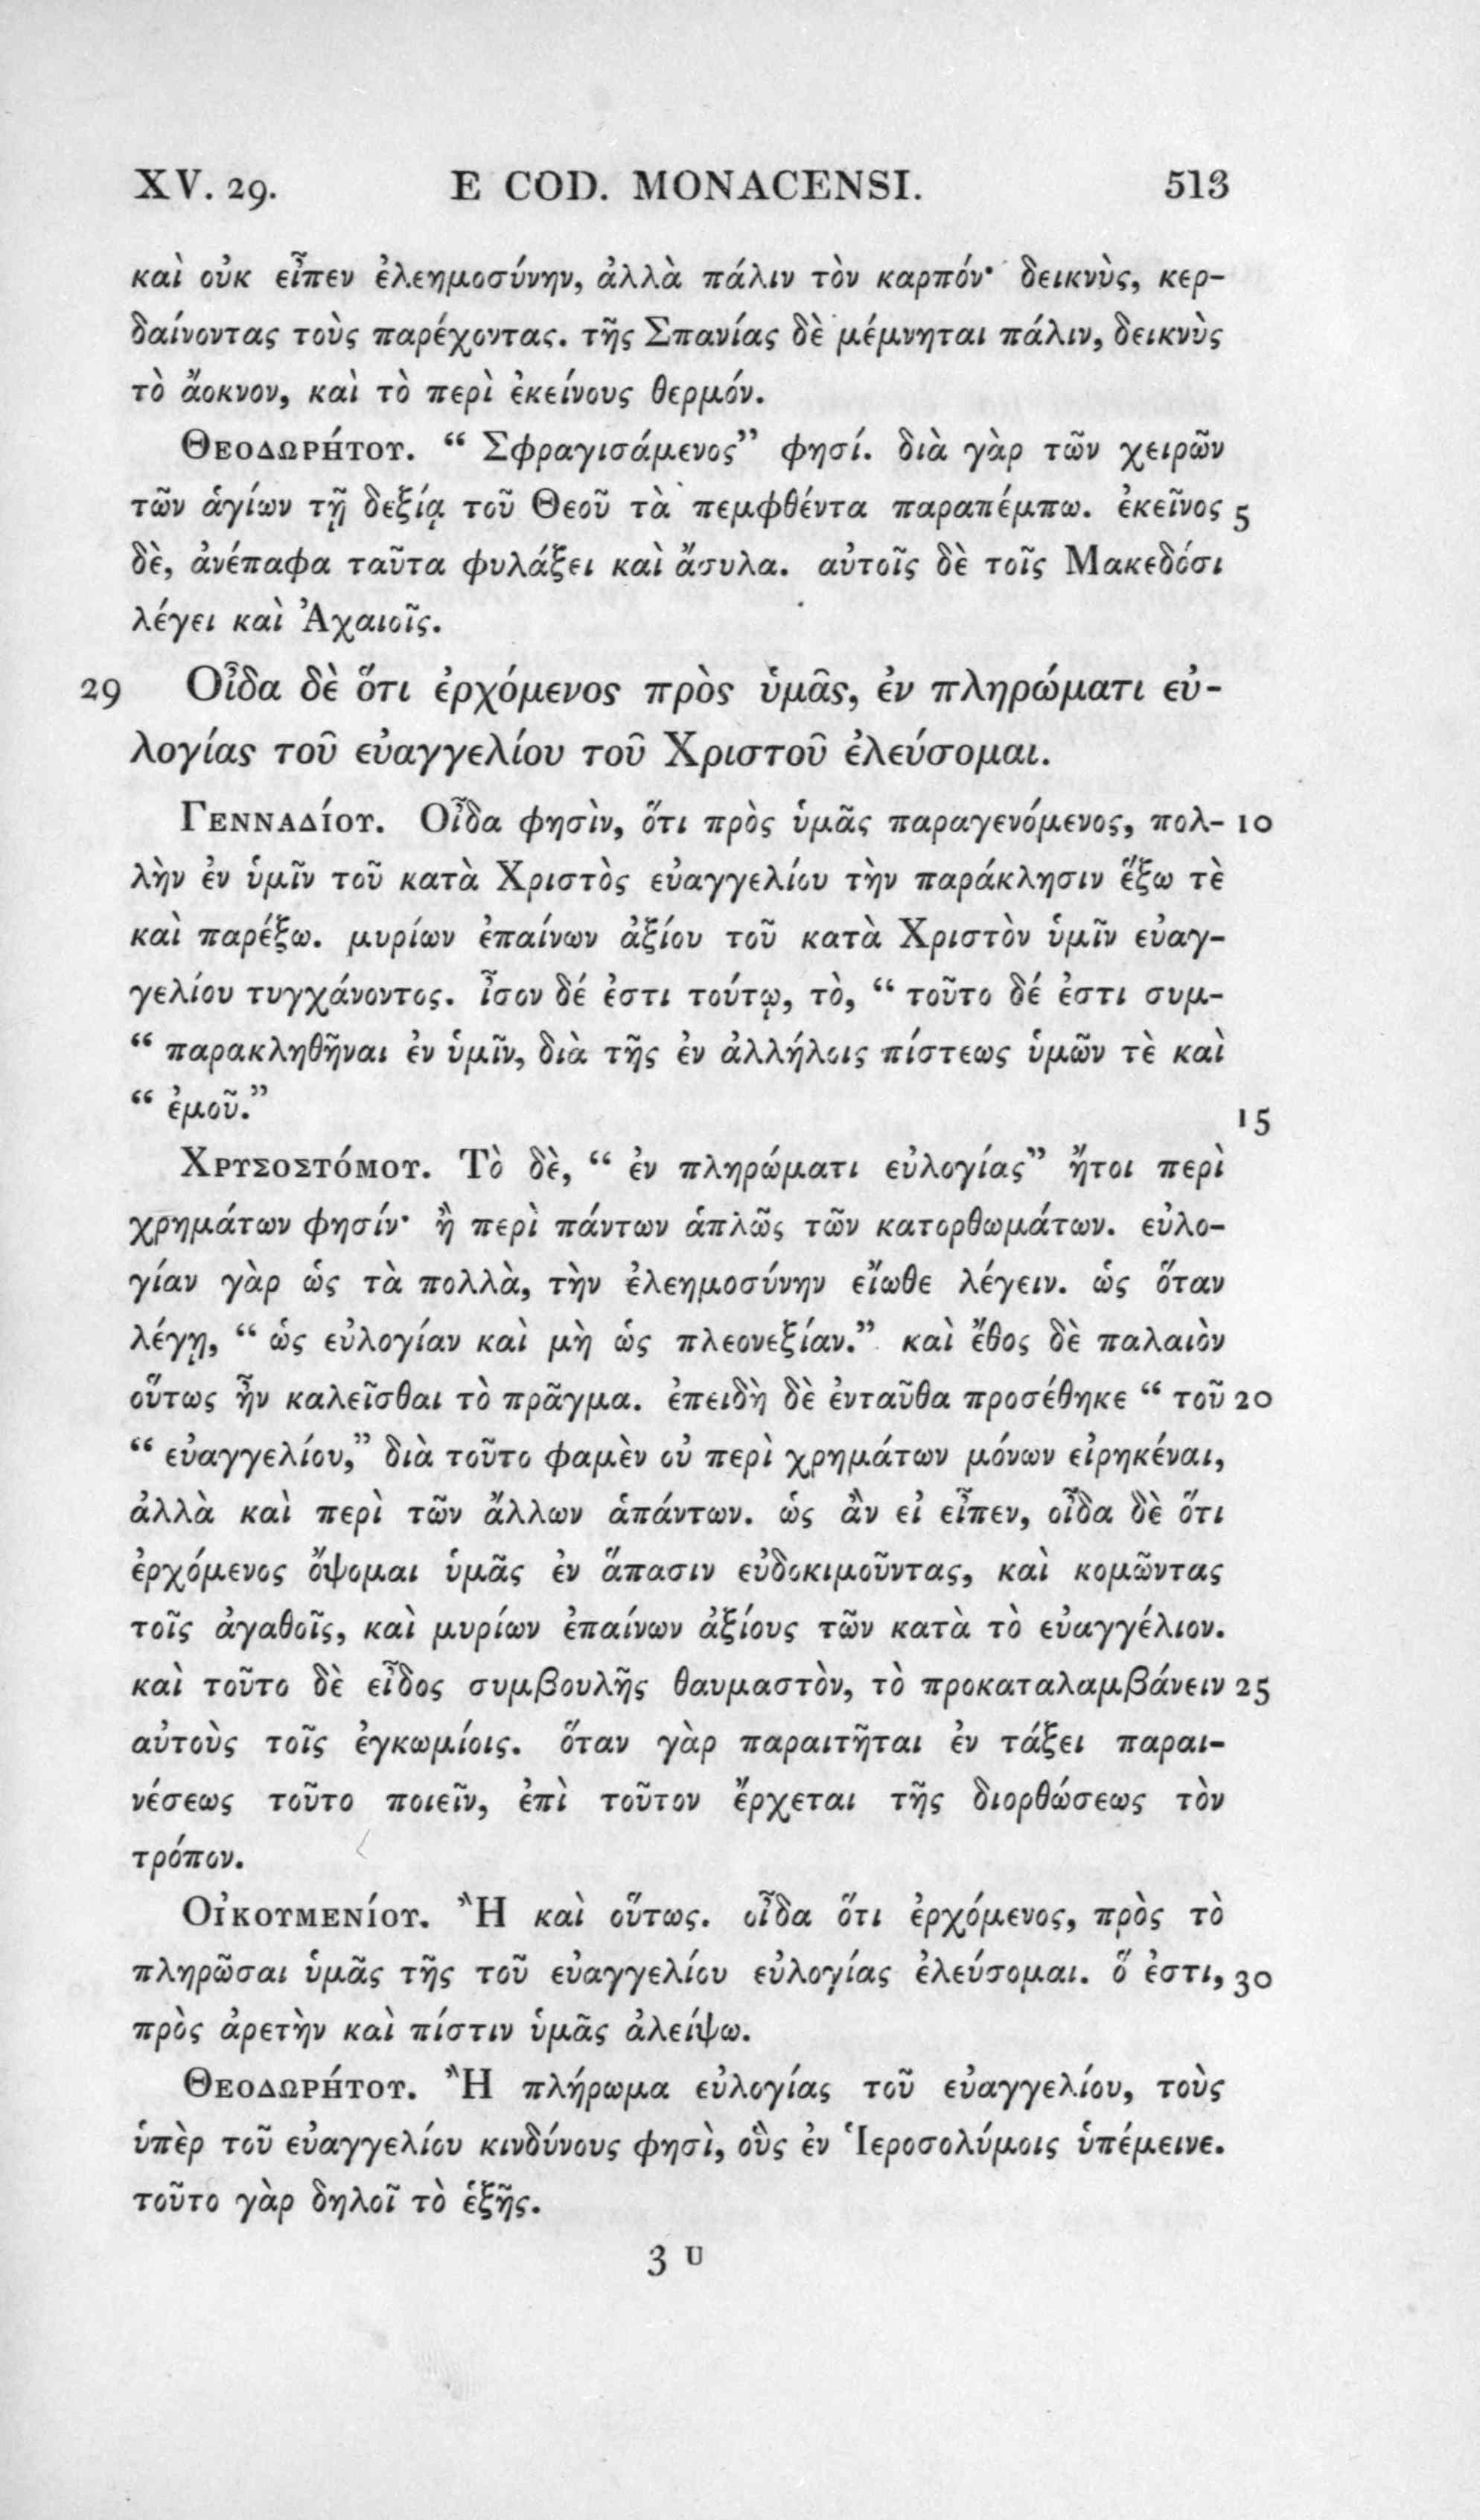 XV. 29. E COD. MONACENSI. 513
καὶ οὐκ εἶπεν ἐλεημοσύνην, ἀλλὰ πάλιν τὸν καρπόν· δεικνὺς, κερ-
δαίνοντας τοὺς παρέχοντας. τῆς Σπανίας δὲ μέμνηται πάλιν, δεικνὺς
τὸ ἄοκνον, καὶ τὸ περὶ ἐκείνους θερμόν.
Θεοδωρήτου. “ Σφραγισάμενος” φησί. διὰ γὰρ τῶν χειρῶν
τῶν ἁγίων τῇ δεξίᾳ τοῦ Θεοῦ τὰ πεμφθέντα παραπέμπω. ἐκεῖνος 5
δὲ, ἀνέπαφα ταῦτα φυλάξει καὶ ἄσυλα. αὐτοῖς δὲ τοῖς Μακεδόσι
λέγει καὶ Ἀχαιοῖς.
29 Οἶδα δὲ ὅτι ἐρχόμενος πρὸς ὑμᾶς, ἐν πληρώματι εὐ-
λογίας τοῦ εὐαγγελίου τοῦ Χριστοῦ ἐλεύσομαι.
Γενναδίου. Οἶδα φησὶν, ὅτι πρὸς ὑμᾶς παραγενόμενος, πολ- 10
λὴν ἐν ὑμῖν τοῦ κατὰ Χριστὸς εὐαγγελίου τὴν παράκλησιν ἕξω τὲ
καὶ παρέξω. μυρίων ἐπαίνων ἀξίου τοῦ κατὰ Χριστὸν ὑμῖν εὐαγ-
γελίου τυγχάνοντος. ἶσον δέ ἐστι τούτῳ, τὸ, “ τοῦτο δέ ἐστι συμ-
“ παρακληθῆναι ἐν ὑμῖν, διὰ τῆς ἐν ἀλλήλοις πίστεως ὑμῶν τὲ καὶ
“ ἐμοῦ.” 15
Χρυσοστόμου. Τὸ δὲ, “ ἐν πληρώματι εὐλογίας” ἤτοι περὶ
χρημάτων φησίν· ἢ περὶ πάντων ἁπλῶς τῶν κατορθωμάτων. εὐλο-
γίαν γὰρ ὡς τὰ πολλὰ, τὴν ἐλεημοσύνην εἴωθε λέγειν. ὡς ὅταν
λέγῃ, “ ὡς εὐλογίαν καὶ μὴ ὡς πλεονεξίαν.” καὶ ἔθος δὲ παλαιὸν
οὕτως ἦν καλεῖσθαι τὸ πρᾶγμα. ἐπειδὴ δὲ ἐνταῦθα προσέθηκε “ τοῦ 20
“ εὐαγγελίου,” διὰ τοῦτο φαμὲν οὐ περὶ χρημάτων μόνων εἰρηκέναι,
ἀλλὰ καὶ περὶ τῶν ἄλλων ἁπάντων. ὡς ἂν εἰ εἶπεν, οἶδα δὲ ὅτι
ἐρχόμενος ὄψομαι ὑμᾶς ἐν ἅπασιν εὐδοκιμοῦντας, καὶ κομῶντας
τοῖς ἀγαθοῖς, καὶ μυρίων ἐπαίνων ἀξίους τῶν κατὰ τὸ εὐαγγέλιον.
καὶ τοῦτο δὲ εἶδος συμβουλῆς θαυμαστὸν, τὸ προκαταλαμβάνειν 25
αὐτοὺς τοῖς ἐγκωμίοις. ὅταν γὰρ παραιτῆται ἐν τάξει παραι-
νέσεως τοῦτο ποιεῖν, ἐπὶ τοῦτον ἔρχεται τῆς διορθώσεως τὸν
τρόπον.
Οἰκουμενίου. Ἢ καὶ οὕτως. οἶδα ὅτι ἐρχόμενος, πρὸς τὸ
πληρῶσαι ὑμᾶς τῆς τοῦ εὐαγγελίου εὐλογίας ἐλεύσομαι. ὅ ἐστι, 30
πρὸς ἀρετὴν καὶ πίστιν ὑμᾶς ἀλείψω.
Θεοδωρήτου. Ἢ πλήρωμα εὐλογίας τοῦ εὐαγγελίου, τοὺς
ὑπὲρ τοῦ εὐαγγελίου κινδύνους φησὶ, οὓς ἐν Ἱεροσολύμοις ὑπέμεινε.
τοῦτο γὰρ δηλοῖ τὸ ἑξῆς.
3 U